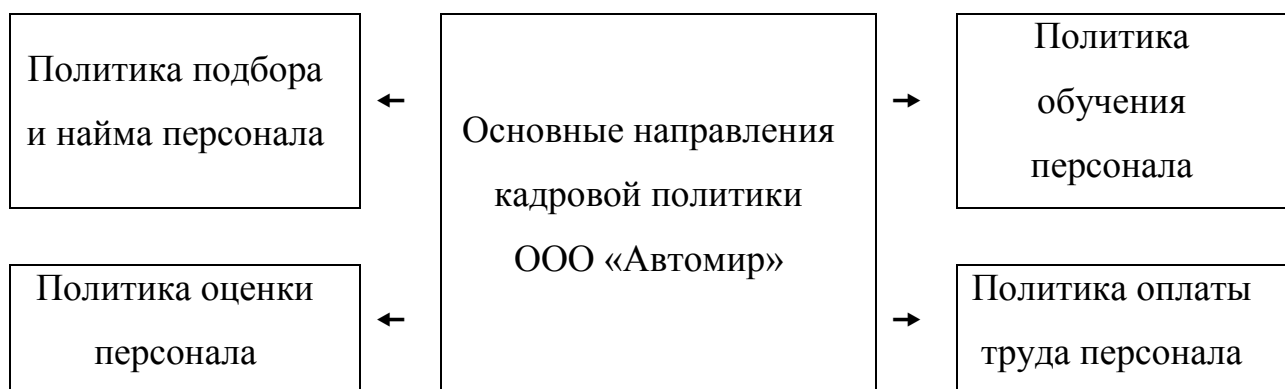 Политика подбора
и найма персонала
Основные направления
кадровой политики
ООО «Автомир»
Политика
обучения
персонала
Политика оценки
персонала
Политика оплаты
труда персонала